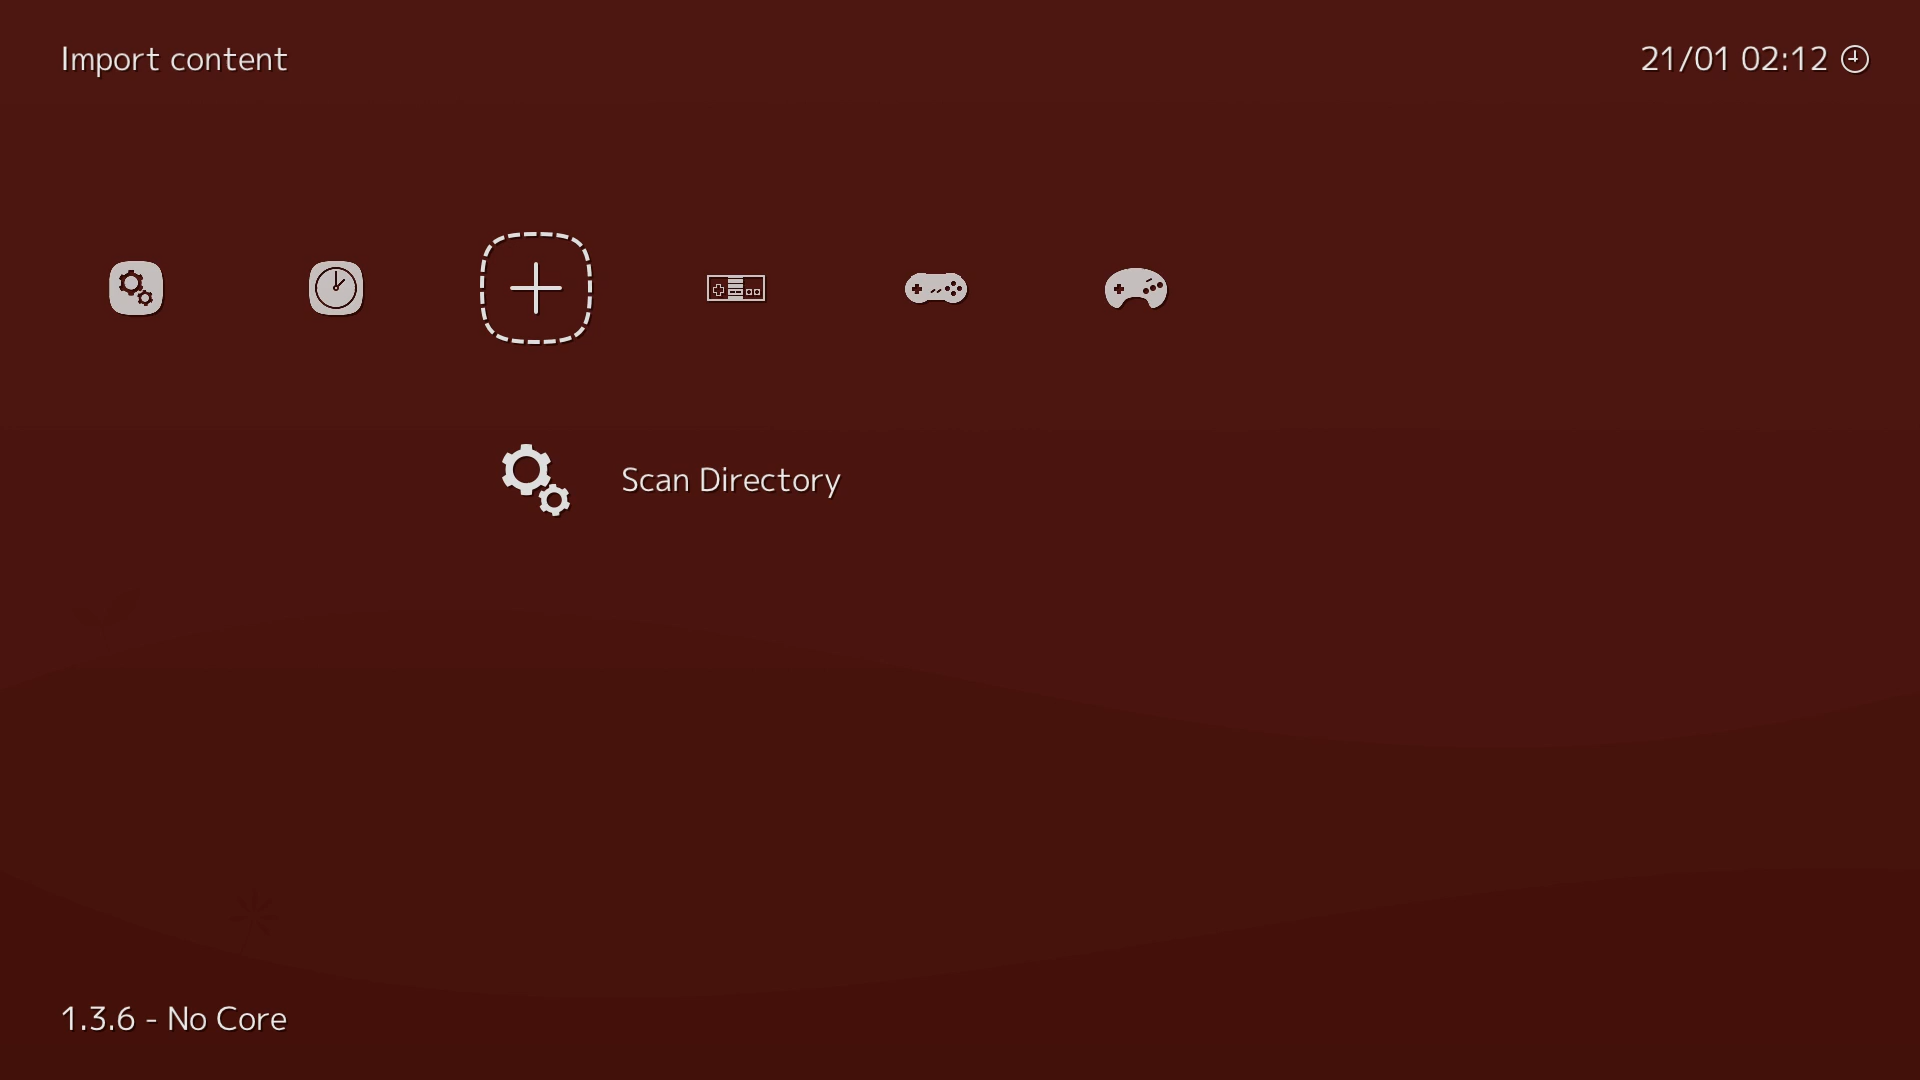 Import content
21/01 02:12
Scan Directory
1.3.6 - No Core